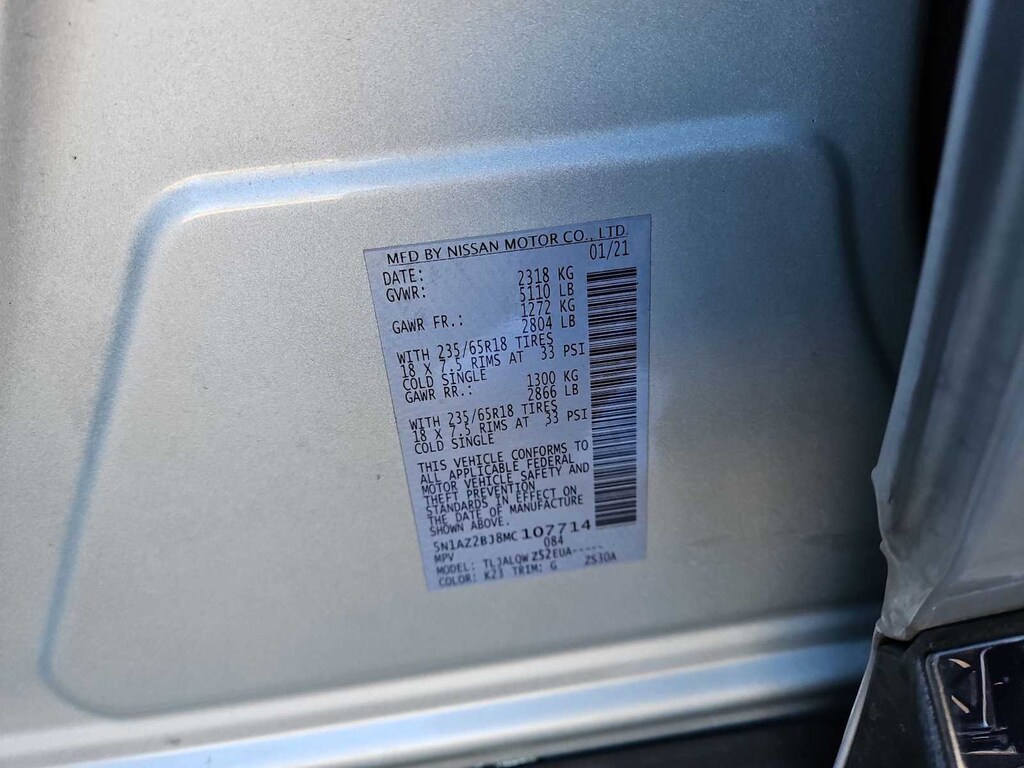 MFD BY NISSAN MOTOR CO., LTD.
DATE: 01/21
GVWR: 2318 KG
5110 LB
GAWR FR.: 1272 KG
2804 LB
WITH 235/65R18 TIRES
18 X 7.5 RIMS AT 33 PSI
COLD SINGLE
GAWR RR.: 1300 KG
2866 LB
WITH 235/65R18 TIRES
18 X 7.5 RIMS AT 33 PSI
COLD SINGLE
THIS VEHICLE CONFORMS TO
ALL APPLICABLE FEDERAL
MOTOR VEHICLE SAFETY AND
THEFT PREVENTION
STANDARDS IN EFFECT ON
THE DATE OF MANUFACTURE
SHOWN ABOVE.
5N1AZ2BJ8MC107714
MPV 084
MODEL: TLJALQW Z52EUA-----
COLOR: K23 TRIM: G ZS30A